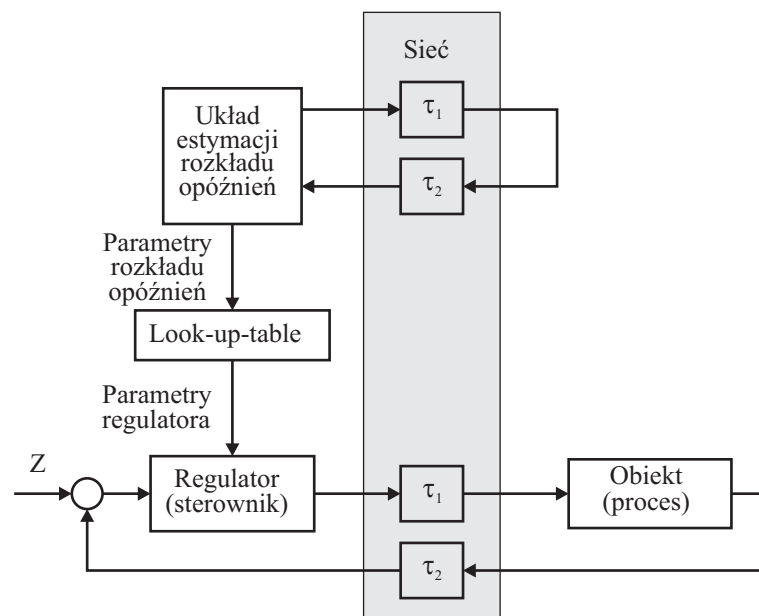 Sieć
τ1
Układ
estymacji
rozkładu
opóźnień
τ2
Parametry
rozkładu
opóźnień
Look-up-table
Parametry
regulatora
Z
Regulator
(sterownik)
τ1
Obiekt
(proces)
τ2